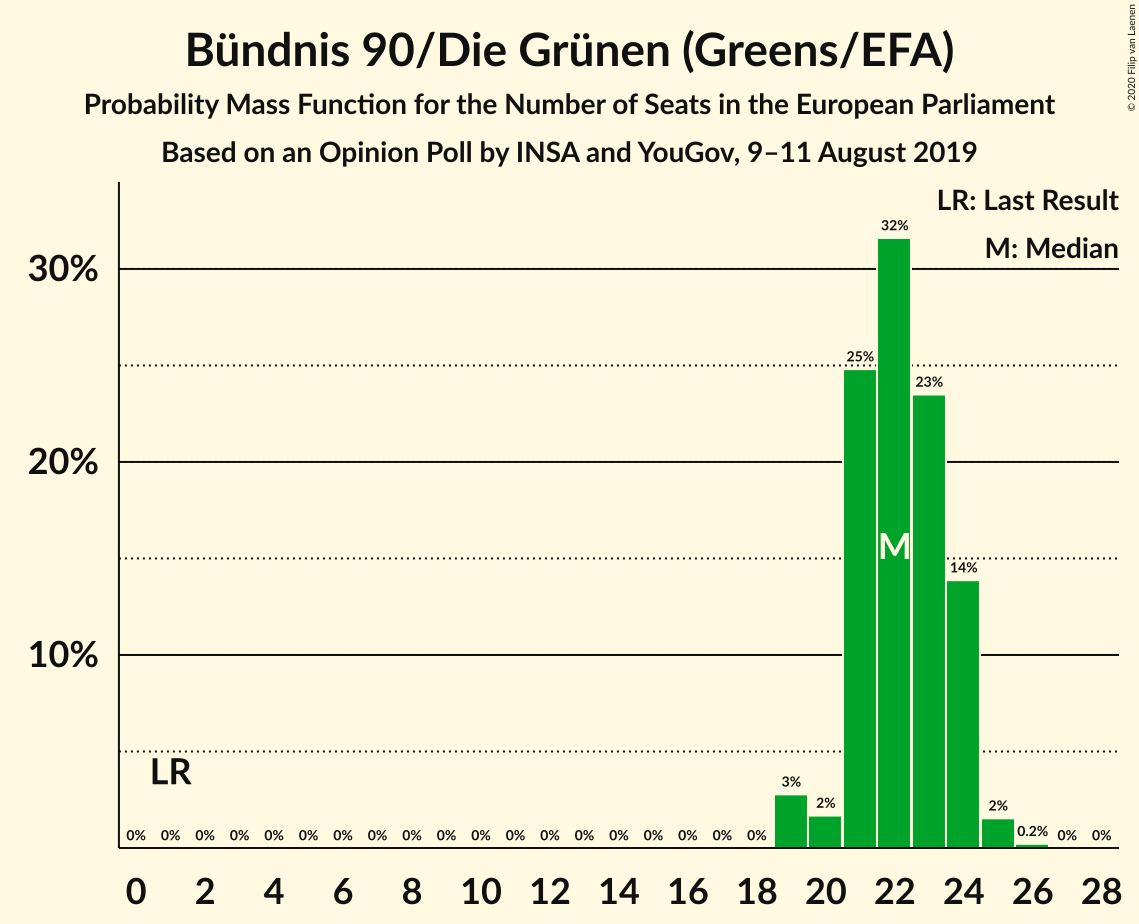 Bündnis 90/Die Grünen (Greens/EFA)
Probability Mass Function for the Number of Seats in the European Parliament
Based on an Opinion Poll by INSA and YouGov, 9–11 August 2019
© 2020 Filip van Laenen
LR: Last Result
M: Median
30%
20%
10%
32%
25%
23%
M
14%
LR
3%
2%
2%
0.2%
0% 0% 0% 0% 0% 0% 0% 0% 0% 0% 0% 0% 0% 0% 0% 0% 0% 0% 0% 0% 0%
0 2 4 6 8 10 12 14 16 18 20 22 24 26 28